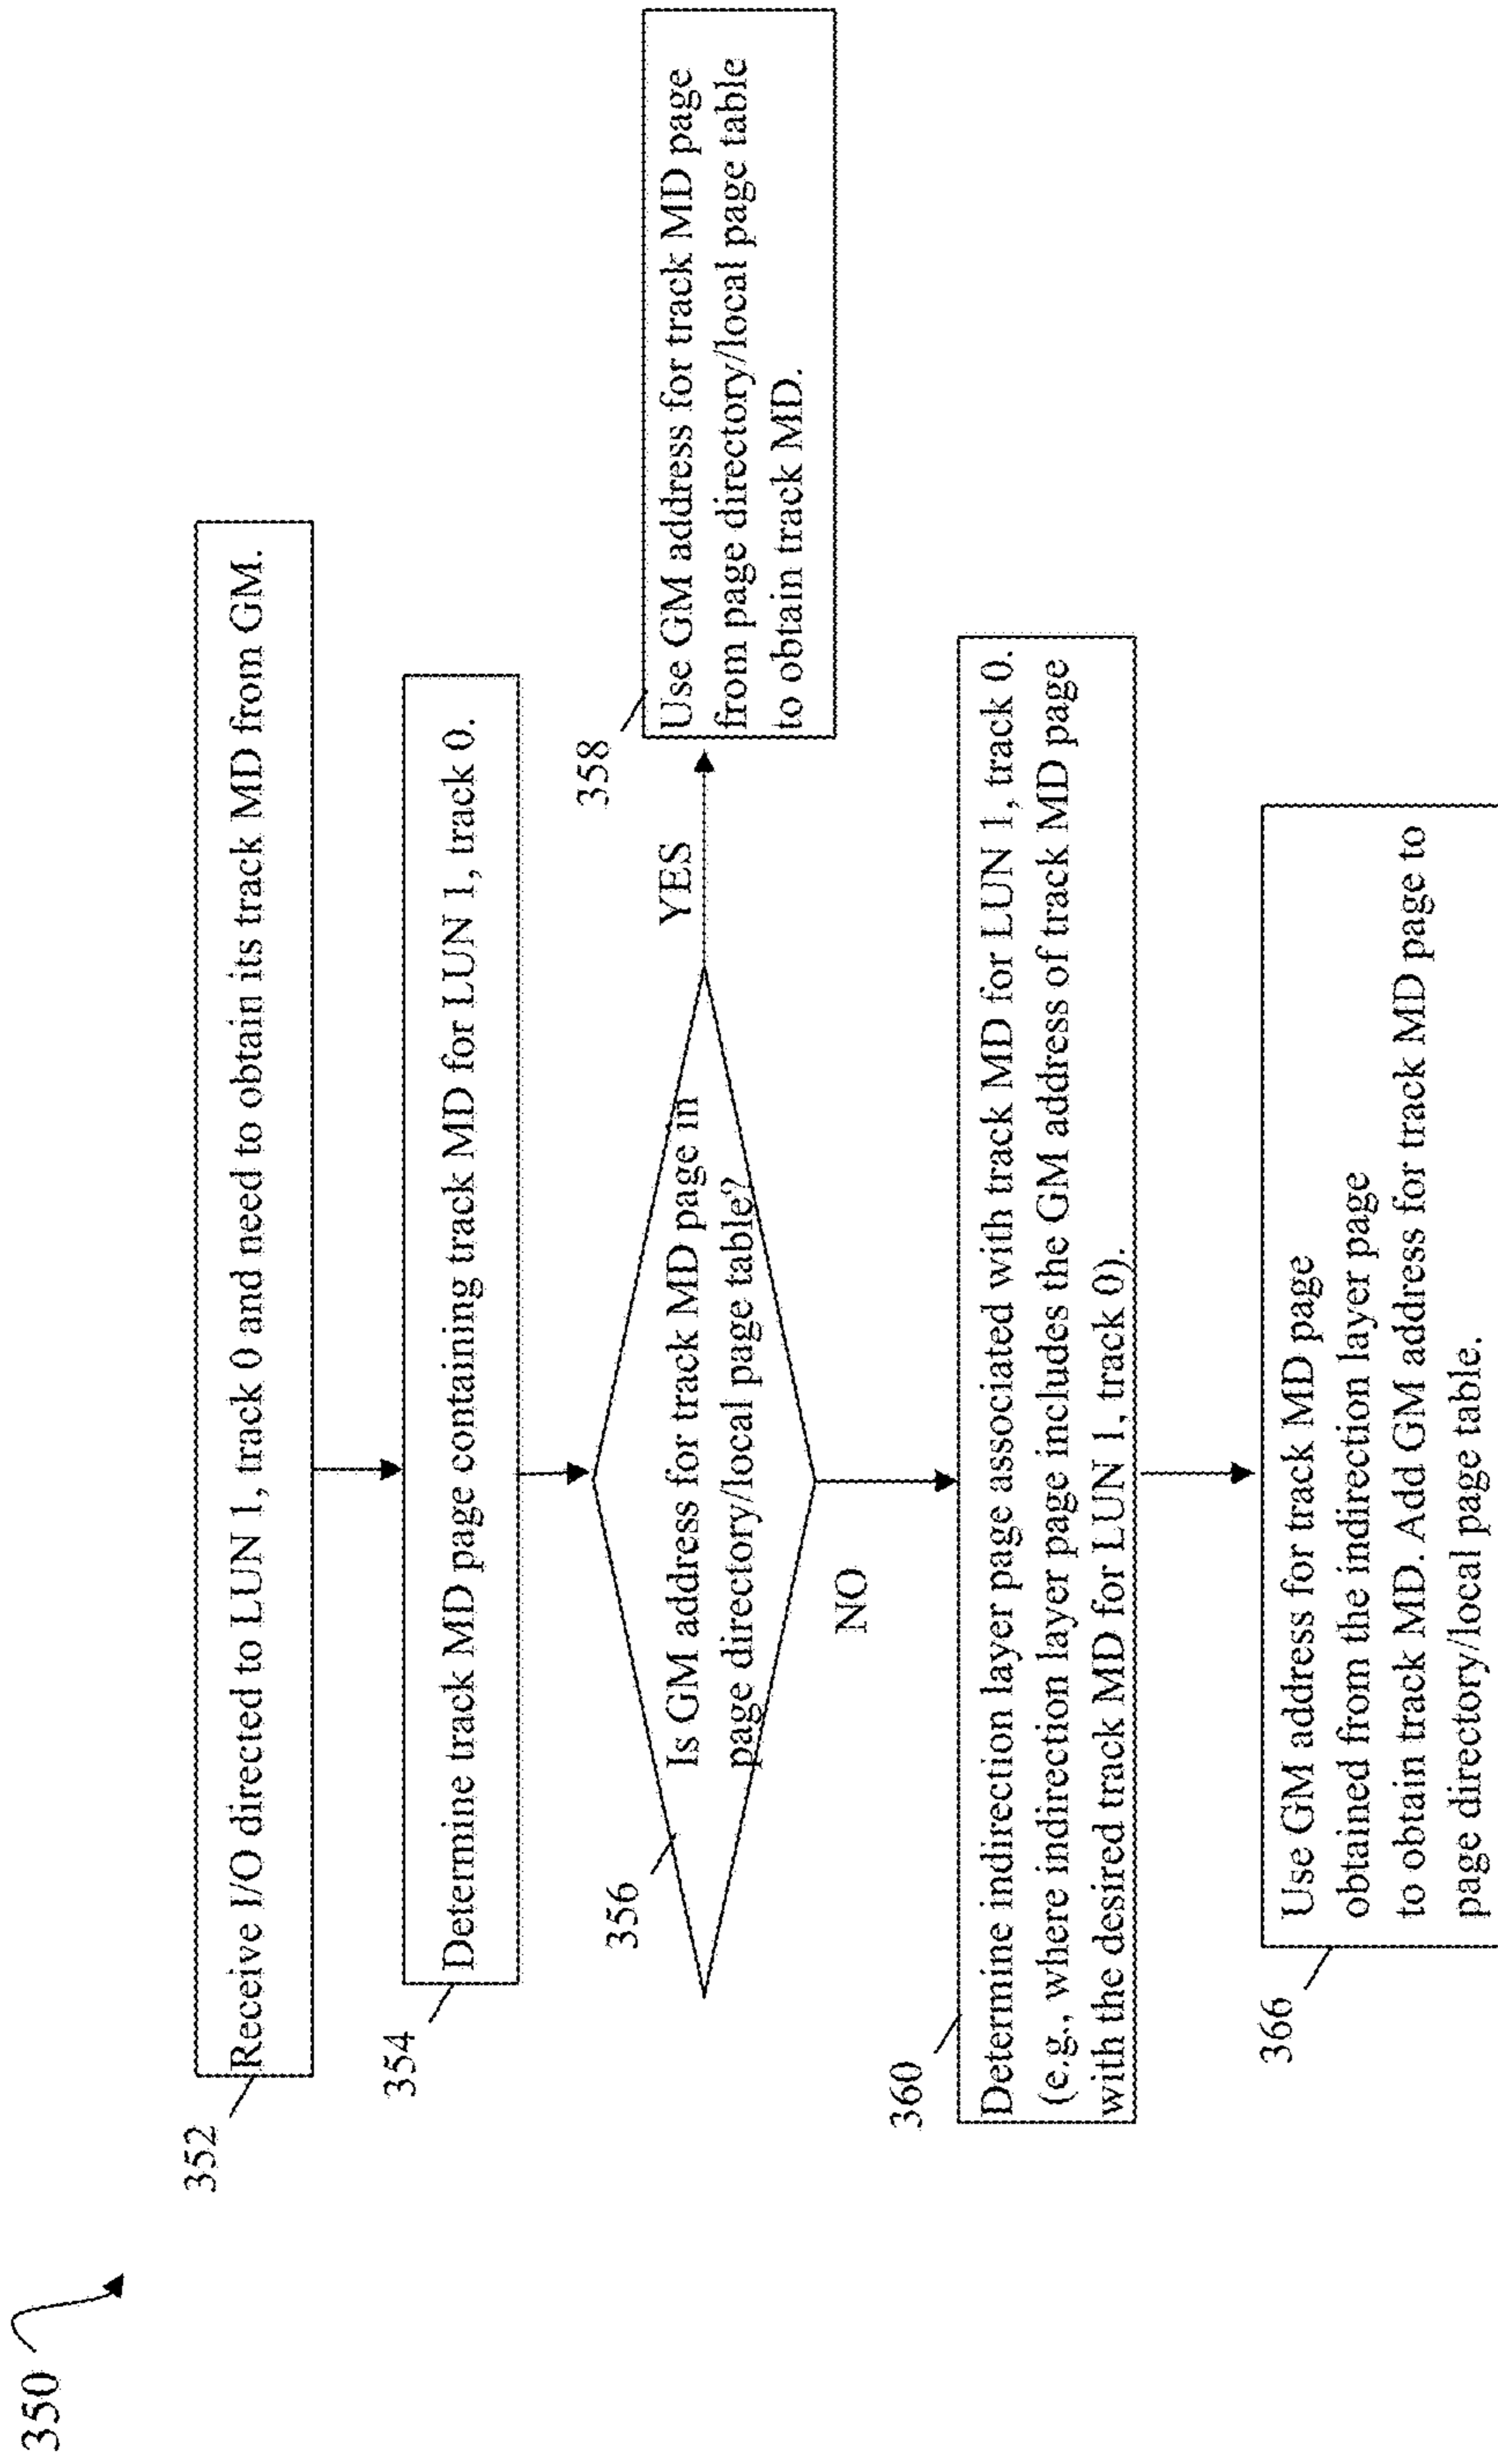 350
352
Receive I/O directed to LUN 1, track 0 and need to obtain its track MD from GM.
354
Determine track MD page containing track MD for LUN 1, track 0.
356
Is GM address for track MD page in
page directory/local page table?
YES
358
Use GM address for track MD page
from page directory/local page table
to obtain track MD.
NO
360
Determine indirection layer page associated with track MD for LUN 1, track 0.
(e.g., where indirection layer page includes the GM address of track MD page
with the desired track MD for LUN 1, track 0).
366
Use GM address for track MD page
obtained from the indirection layer page
to obtain track MD. Add GM address for track MD page to
page directory/local page table.